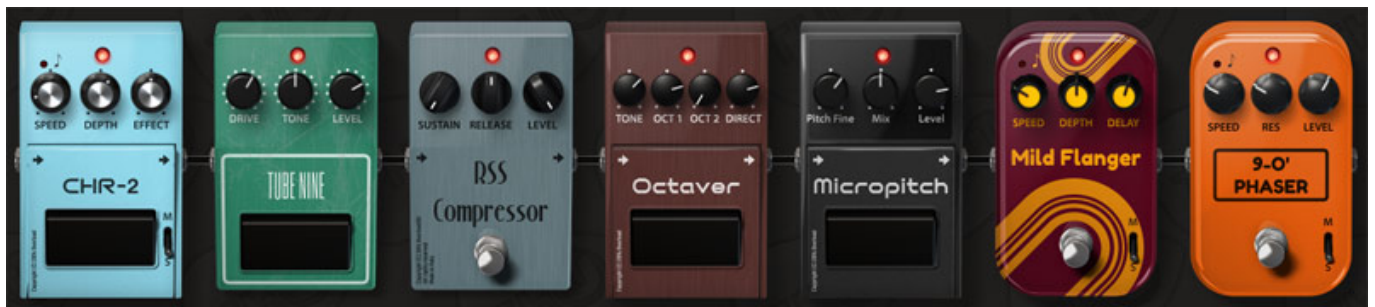 SPEED DEPTH EFFECT
CHR-2
M
S
DRIVE TONE LEVEL
TUBE NINE
SUSTAIN RELEASE LEVEL
RSS
Compressor
TONE OCT 1 OCT 2 DIRECT
Octaver
Pitch Fine Mix Level
Micropitch
SPEED DEPTH DELAY
Mild Flanger
M
S
SPEED RES LEVEL
9-O'
PHASER
M
S